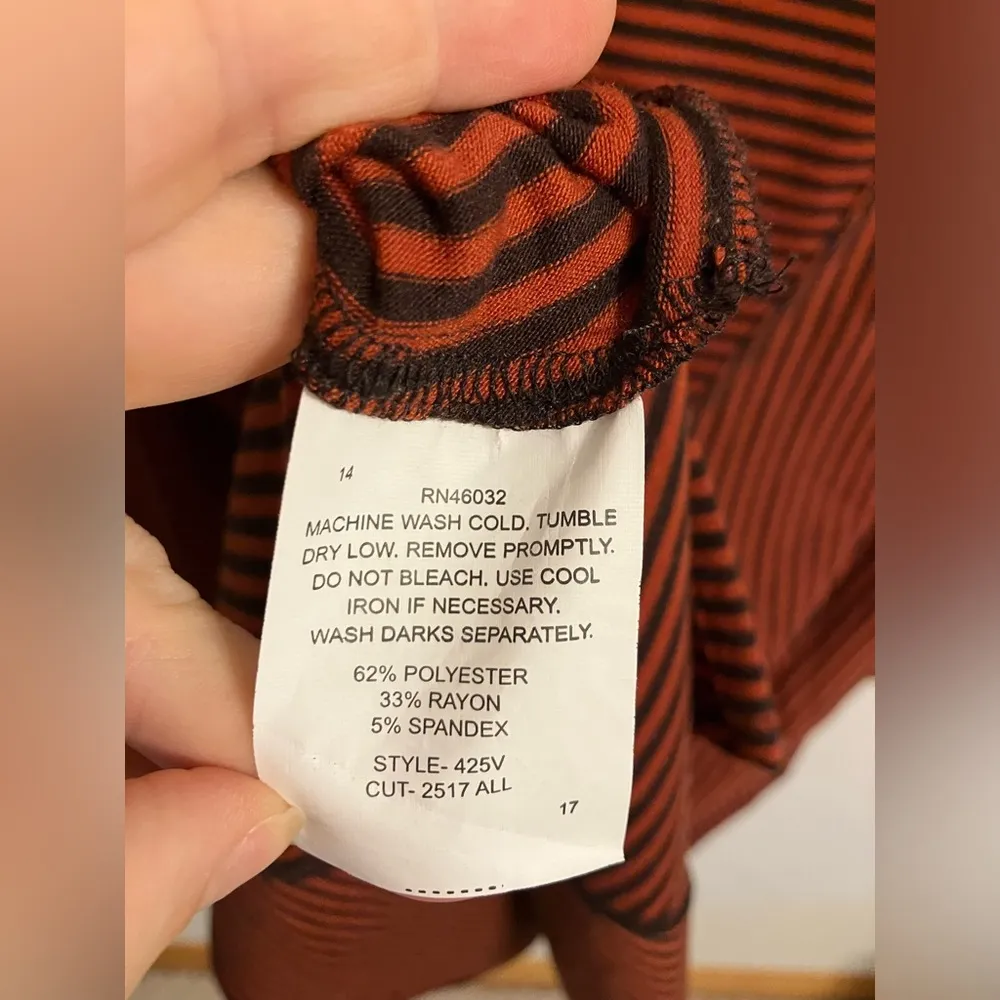 14
RN46032
MACHINE WASH COLD. TUMBLE
DRY LOW. REMOVE PROMPTLY.
DO NOT BLEACH. USE COOL
IRON IF NECESSARY.
WASH DARKS SEPARATELY.
62% POLYESTER
33% RAYON
5% SPANDEX
STYLE- 425V
CUT- 2517 ALL
17